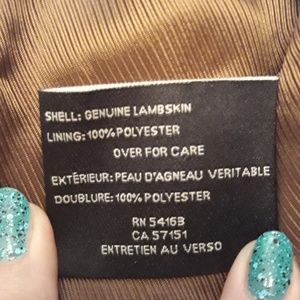 SHELL: GENUINE LAMBSKIN
LINING: 100% POLYESTER
OVER FOR CARE
EXTÉRIEUR: PEAU D'AGNEAU VERITABLE
DOUBLURE: 100% POLYESTER
RN 54163
CA 57151
ENTRETIEN AU VERSO